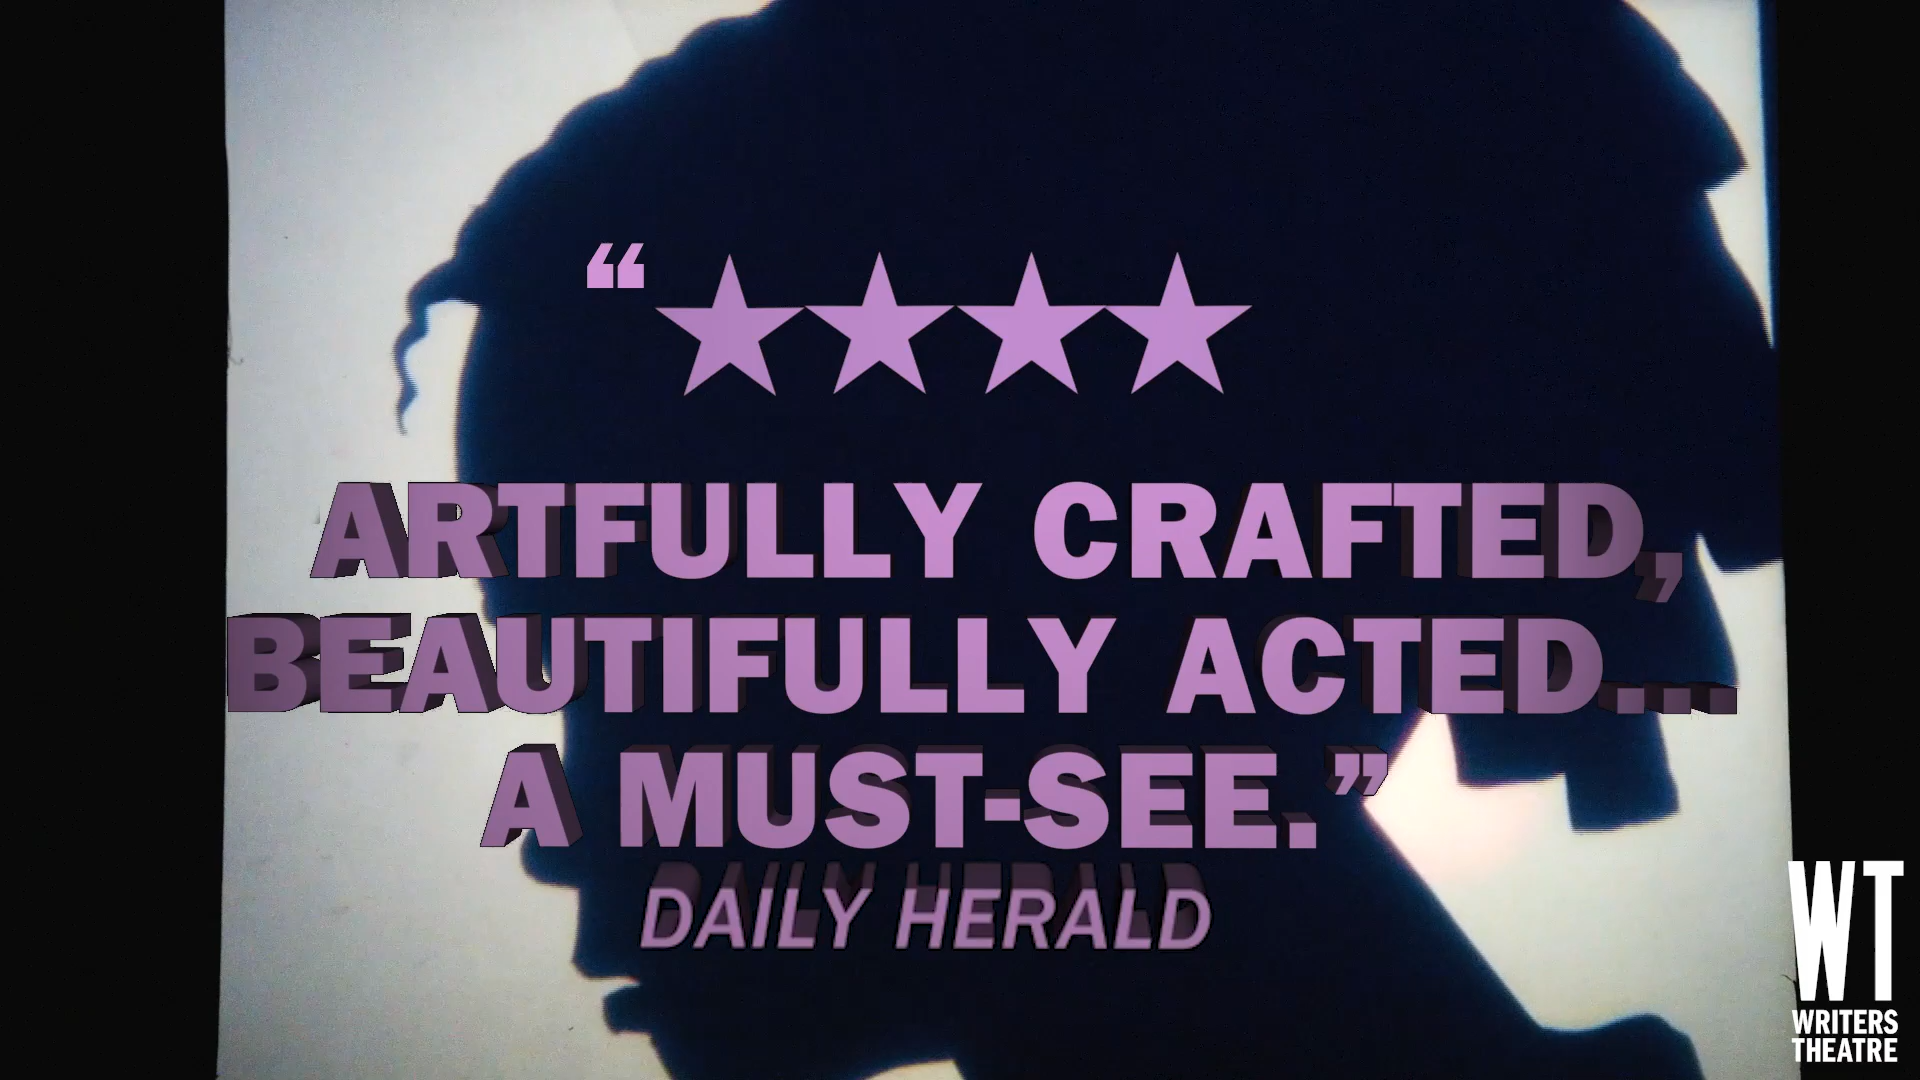 “★★★★
ARTFULLY CRAFTED,
BEAUTIFULLY ACTED...
A MUST-SEE.”
DAILY HERALD
WT
WRITERS
THEATRE